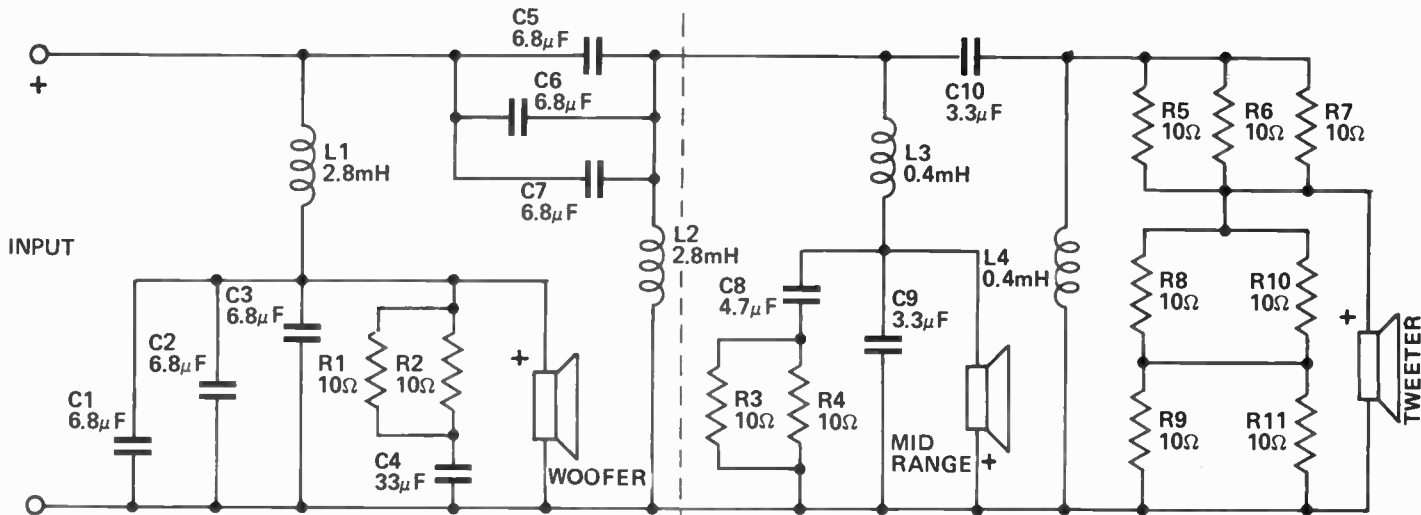 C5
6.8μF
+
C6
6.8μF
C10
3.3μF
R5
10Ω
R6
10Ω
R7
10Ω
L1
2.8mH
L3
0.4mH
C7
6.8μF
INPUT
L2
2.8mH
L4
0.4mH
C3
6.8μF
C2
6.8μF
C1
6.8μF
R1
10Ω
R2
10Ω
+
C4
33μF
WOOFER
C8
4.7μF
C9
3.3μF
R3
10Ω
R4
10Ω
MID
RANGE
+
R8
10Ω
R10
10Ω
+
R9
10Ω
R11
10Ω
TWEETER